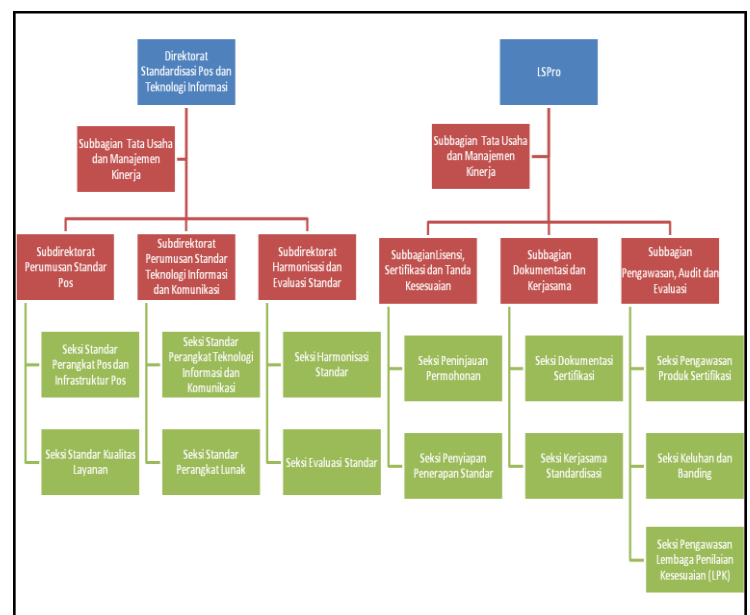 Direktorat
Standardisasi Pos dan
Teknologi Informasi
LSPro
Subbagian Tata Usaha
dan Manajemen
Kinerja
Subbagian Tata Usaha
dan Manajemen
Kinerja
Subdirektorat
Perumusan Standar
Pos
Subdirektorat
Perumusan Standar
Teknologi Informasi
dan Komunikasi
Subdirektorat
Harmonisasi dan
Evaluasi Standar
SubbagianLisensi,
Sertifikasi dan Tanda
Kesesuaian
Subbagian
Dokumentasi dan
Kerjasama
Subbagian
Pengawasan, Audit dan
Evaluasi
Seksi Standar
Perangkat Pos dan
Infrastruktur Pos
Seksi Standar
Perangkat Teknologi
Informasi dan
Komunikasi
Seksi Harmonisasi
Standar
Seksi Peninjauan
Permohonan
Seksi Dokumentasi
Sertifikasi
Seksi Pengawasan
Produk Sertifikasi
Seksi Standar Kualitas
Layanan
Seksi Standar
Perangkat Lunak
Seksi Evaluasi Standar
Seksi Penyiapan
Penerapan Standar
Seksi Kerjasama
Standardisasi
Seksi Keluhan dan
Banding
Seksi Pengawasan
Lembaga Penilaian
Kesesuaian (LPK)